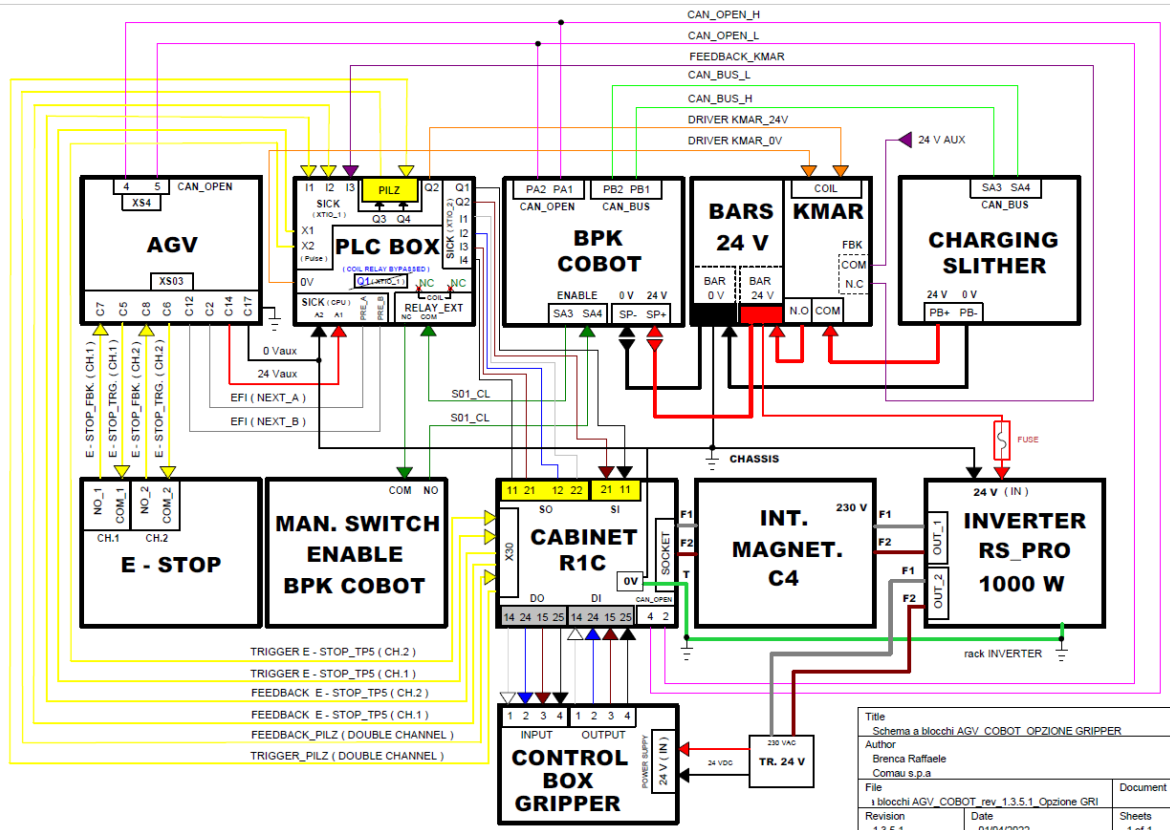 CAN_OPEN_H
CAN_OPEN_L
FEEDBACK_KMAR
CAN_BUS_L
CAN_BUS_H
DRIVER KMAR_24V
DRIVER KMAR_0V
24 V AUX
4 5 CAN_OPEN
XS4
AGV
XS03
C7 C5 C8 C6 C12 C2 C14 C17
I1 I2 I3 PILZ Q2 Q1
SICK
(XTIO_1)
Q3 Q4
X1
X2
(Pulse)
PLC BOX
SICK (XTIO_2)
Q2
I1
I2
I3
I4
(COIL RELAY BYPASSED)
0V
Q1 (XTIO_1)
NC NC
COIL
SICK (CPU)
A2 A1
PRE_A
PRE_B
RELAY_EXT
NC COM
PA2 PA1 PB2 PB1
CAN_OPEN CAN_BUS
BPK
COBOT
ENABLE 0 V 24 V
SA3 SA4 SP- SP+
BARS
24 V
BAR
0 V
BAR
24 V
COIL
KMAR
FBK
COM
N.C
N.O COM
SA3 SA4
CAN_BUS
CHARGING
SLITHER
24 V 0 V
PB+ PB-
0 Vaux
24 Vaux
EFI ( NEXT_A )
EFI ( NEXT_B )
S01_CL
S01_CL
E - STOP_FBK. ( CH.1 )
E - STOP_TRG. ( CH.1 )
E - STOP_FBK. ( CH.2 )
E - STOP_TRG. ( CH.2 )
CHASSIS
FUSE
NO_1
COM_1
NO_2
COM_2
CH.1 CH.2
E - STOP
COM NO
MAN. SWITCH
ENABLE
BPK COBOT
11 21 12 22 21 11
SO SI
X30
CABINET
R1C
SOCKET
0V
DO DI CAN_OPEN
14 24 15 25 14 24 15 25 4 2
F1
F2
T
230 V
INT.
MAGNET.
C4
F1
F2
F1
F2
24 V ( IN )
OUT_1
OUT_2
INVERTER
RS_PRO
1000 W
rack INVERTER
TRIGGER E - STOP_TP5 ( CH.2 )
TRIGGER E - STOP_TP5 ( CH.1 )
FEEDBACK E - STOP_TP5 ( CH.2 )
FEEDBACK E - STOP_TP5 ( CH.1 )
FEEDBACK_PILZ ( DOUBLE CHANNEL )
TRIGGER_PILZ ( DOUBLE CHANNEL )
1 2 3 4 1 2 3 4
INPUT OUTPUT
CONTROL
BOX
GRIPPER
POWER SUPPLY
24 V ( IN )
24 VDC
230 VAC
TR. 24 V
Title
Schema a blocchi AGV_COBOT_OPZIONE GRIPPER
Author
Brenca Raffaele
Comau s.p.a
File Document
blocchi AGV_COBOT_rev_1.3.5.1_Opzione GRI
Revision Date Sheets
1.3.5.1 01/04/2022 1 of 1